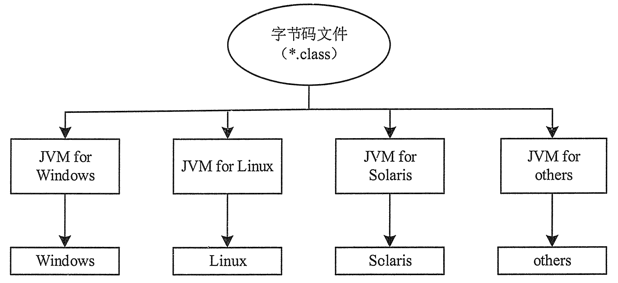 字节码文件
（*.class）
JVM for
Windows
JVM for Linux
JVM for
Solaris
JVM for
others
Windows
Linux
Solaris
others